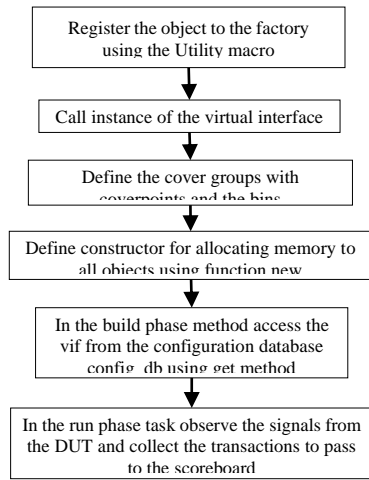 Register the object to the factory
using the Utility macro
Call instance of the virtual interface
Define the cover groups with
coverpoints and the bins
Define constructor for allocating memory to
all objects using function new
In the build phase method access the
vif from the configuration database
config_db using get method
In the run phase task observe the signals from
the DUT and collect the transactions to pass
to the scoreboard